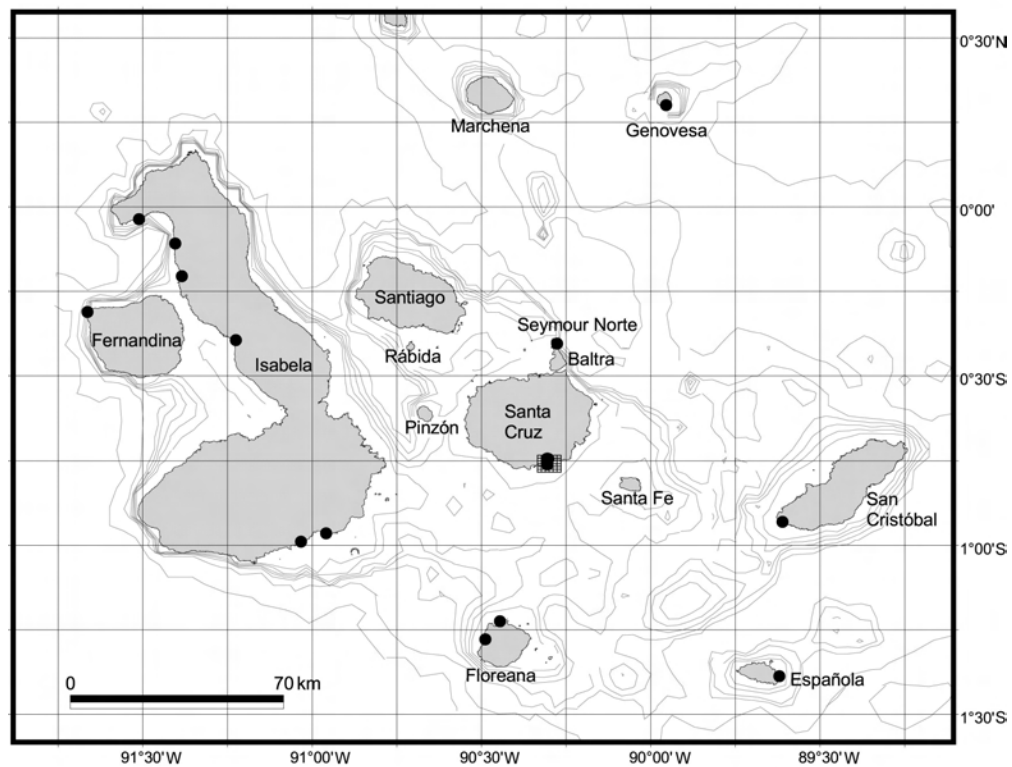 0°30'N
Marchena
Genovesa
0°00'
Santiago
Seymour Norte
Fernandina
Rábida
Baltra
Isabela
0°30'S
Santa
Cruz
Pinzón
Santa Fe
San
Cristóbal
1°00'S
Floreana
Española
0 70 km
1°30'S
91°30'W 91°00'W 90°30'W 90°00'W 89°30'W